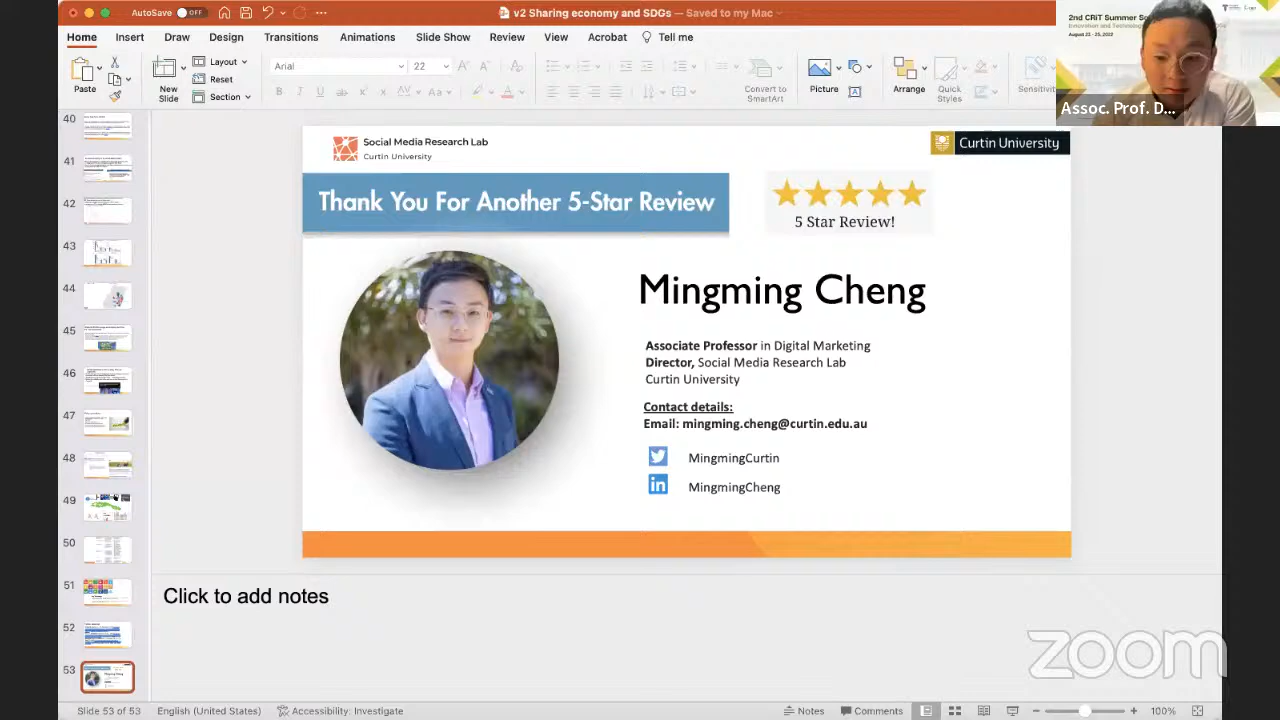 AutoSave OFF
v2 Sharing economy and SDGs — Saved to my Mac
Home Insert Draw Design Transitions Animations Slide Show Review View Acrobat Tell me
Paste
New Slide
Layout
Reset
Section
Arial 22
Convert to SmartArt
Picture
Arrange
Quick Styles
2nd CRiT Summer
August 23 - 25, 2022
Assoc. Prof. D...
40
41
42
43
44
45
46
47
48
49
50
51
52
53
Social Media Research Lab
Curtin University
Curtin University
Thank You For Another 5-Star Review
5 Star Review!
Mingming Cheng
Associate Professor in Digital Marketing
Director, Social Media Research Lab
Curtin University
Contact details:
Email: mingming.cheng@curtin.edu.au
MingmingCurtin
in MingmingCheng
Click to add notes
zoom
Slide 53 of 53 English (United States) Accessibility: Investigate Notes Comments 100%